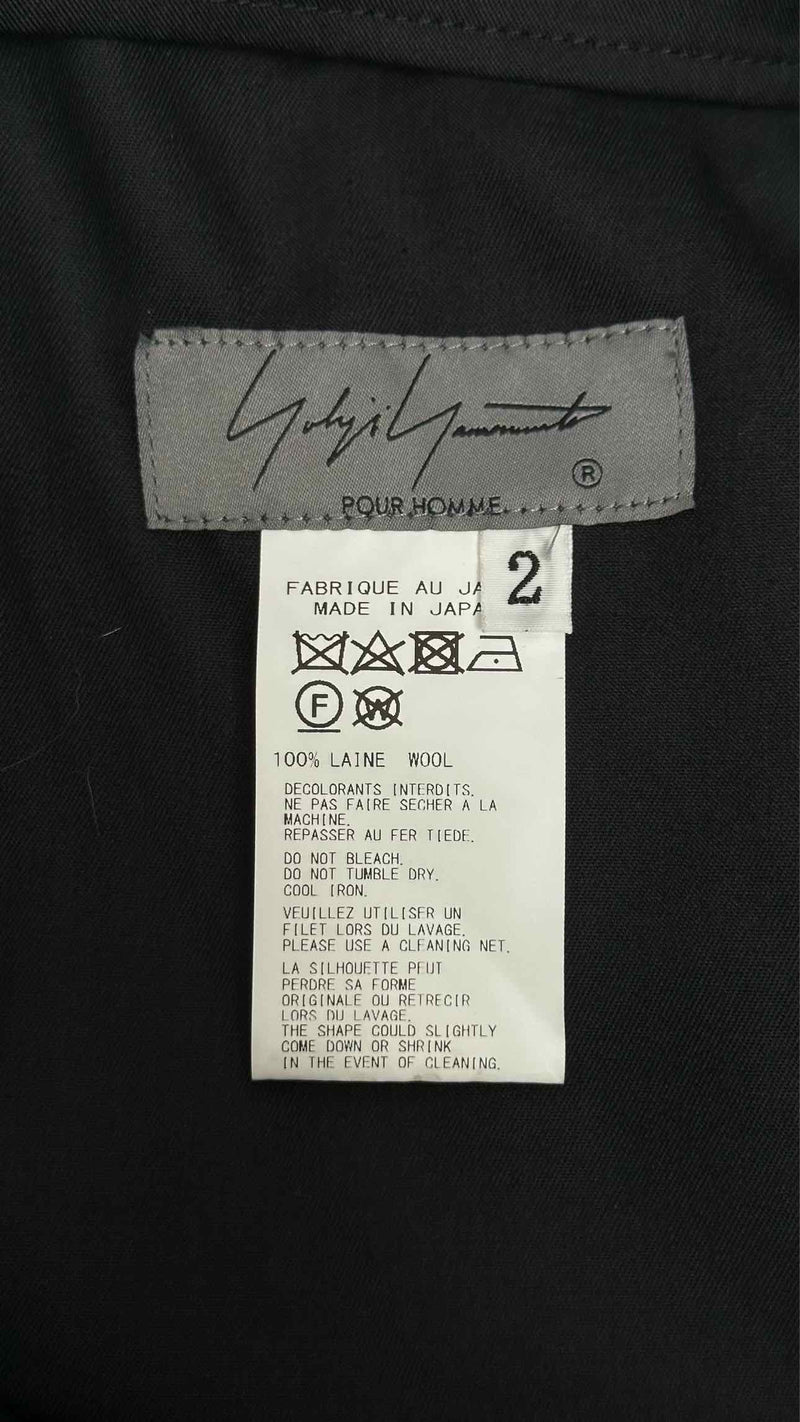 Yohji Yamamoto
®
POUR HOMME
2
FABRIQUE AU JA
MADE IN JAPA
F
W
100% LAINE WOOL
DECOLORANTS INTERDITS.
NE PAS FAIRE SECHER A LA
MACHINE.
REPASSER AU FER TIEDE.
DO NOT BLEACH.
DO NOT TUMBLE DRY.
COOL IRON.
VEUILLEZ UTILISER UN
FILET LORS DU LAVAGE.
PLEASE USE A CLEANING NET.
LA SILHOUETTE PEUT
PERDRE SA FORME
ORIGINALE OU RETRECIR
LORS DU LAVAGE.
THE SHAPE COULD SLIGHTLY
COME DOWN OR SHRINK
IN THE EVENT OF CLEANING.